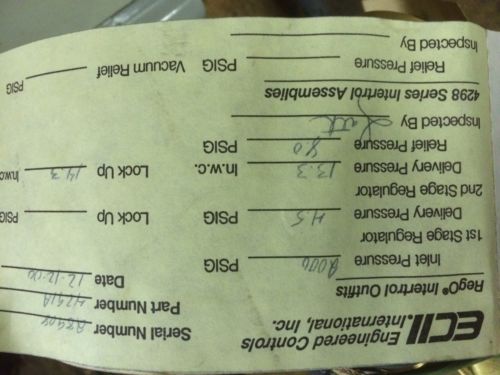 ECII. Engineered Controls
International, Inc.
Serial Number
RegO® Intertrol Outfits Part Number
Date 12-12-06
Inlet Pressure PSIG
1st Stage Regulator
Delivery Pressure PSIG Lock Up PSIG
2nd Stage Regulator
Delivery Pressure 13.3 In.w.c. Lock Up 14.3 In.w.c
Relief Pressure PSIG
Inspected By
4298 Series Intertrol Assemblies
Relief Pressure PSIG Vacuum Relief PSIG
Inspected By